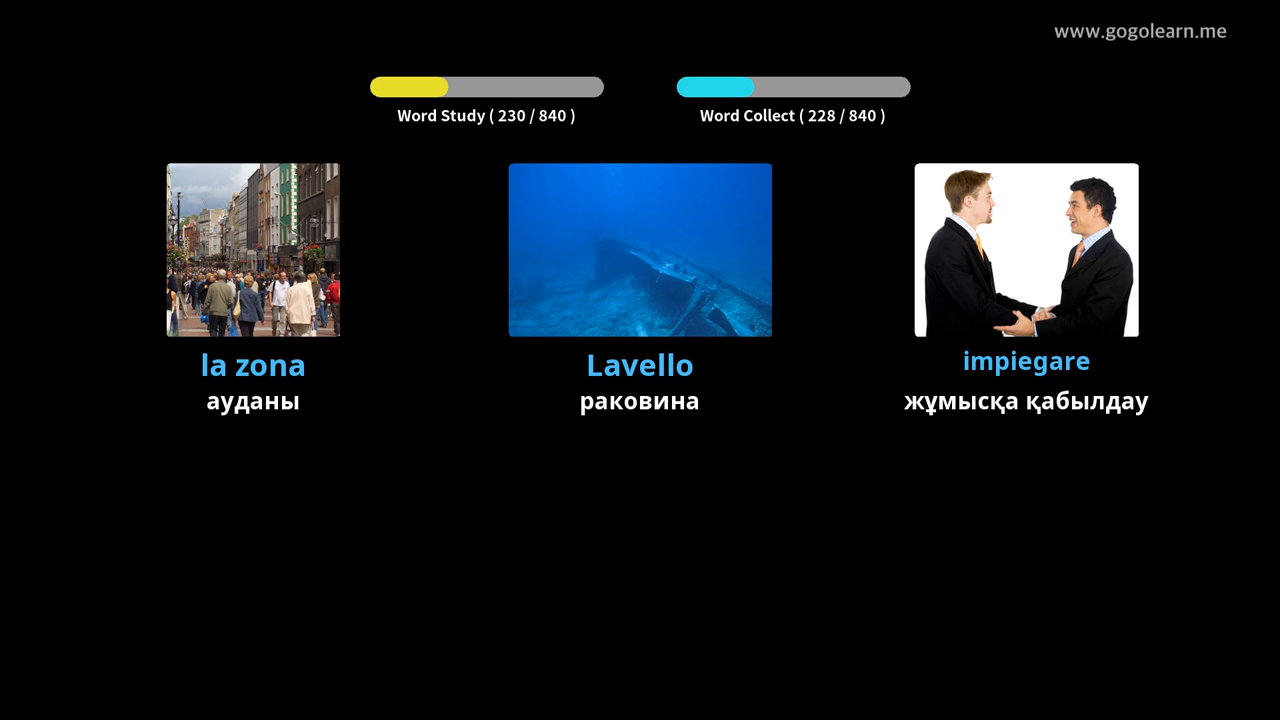 www.gogolearn.me
Word Study ( 230 / 840 )
Word Collect ( 228 / 840 )
la zona
Lavello
impiegare
ауданы
раковина
жұмысқа қабылдау